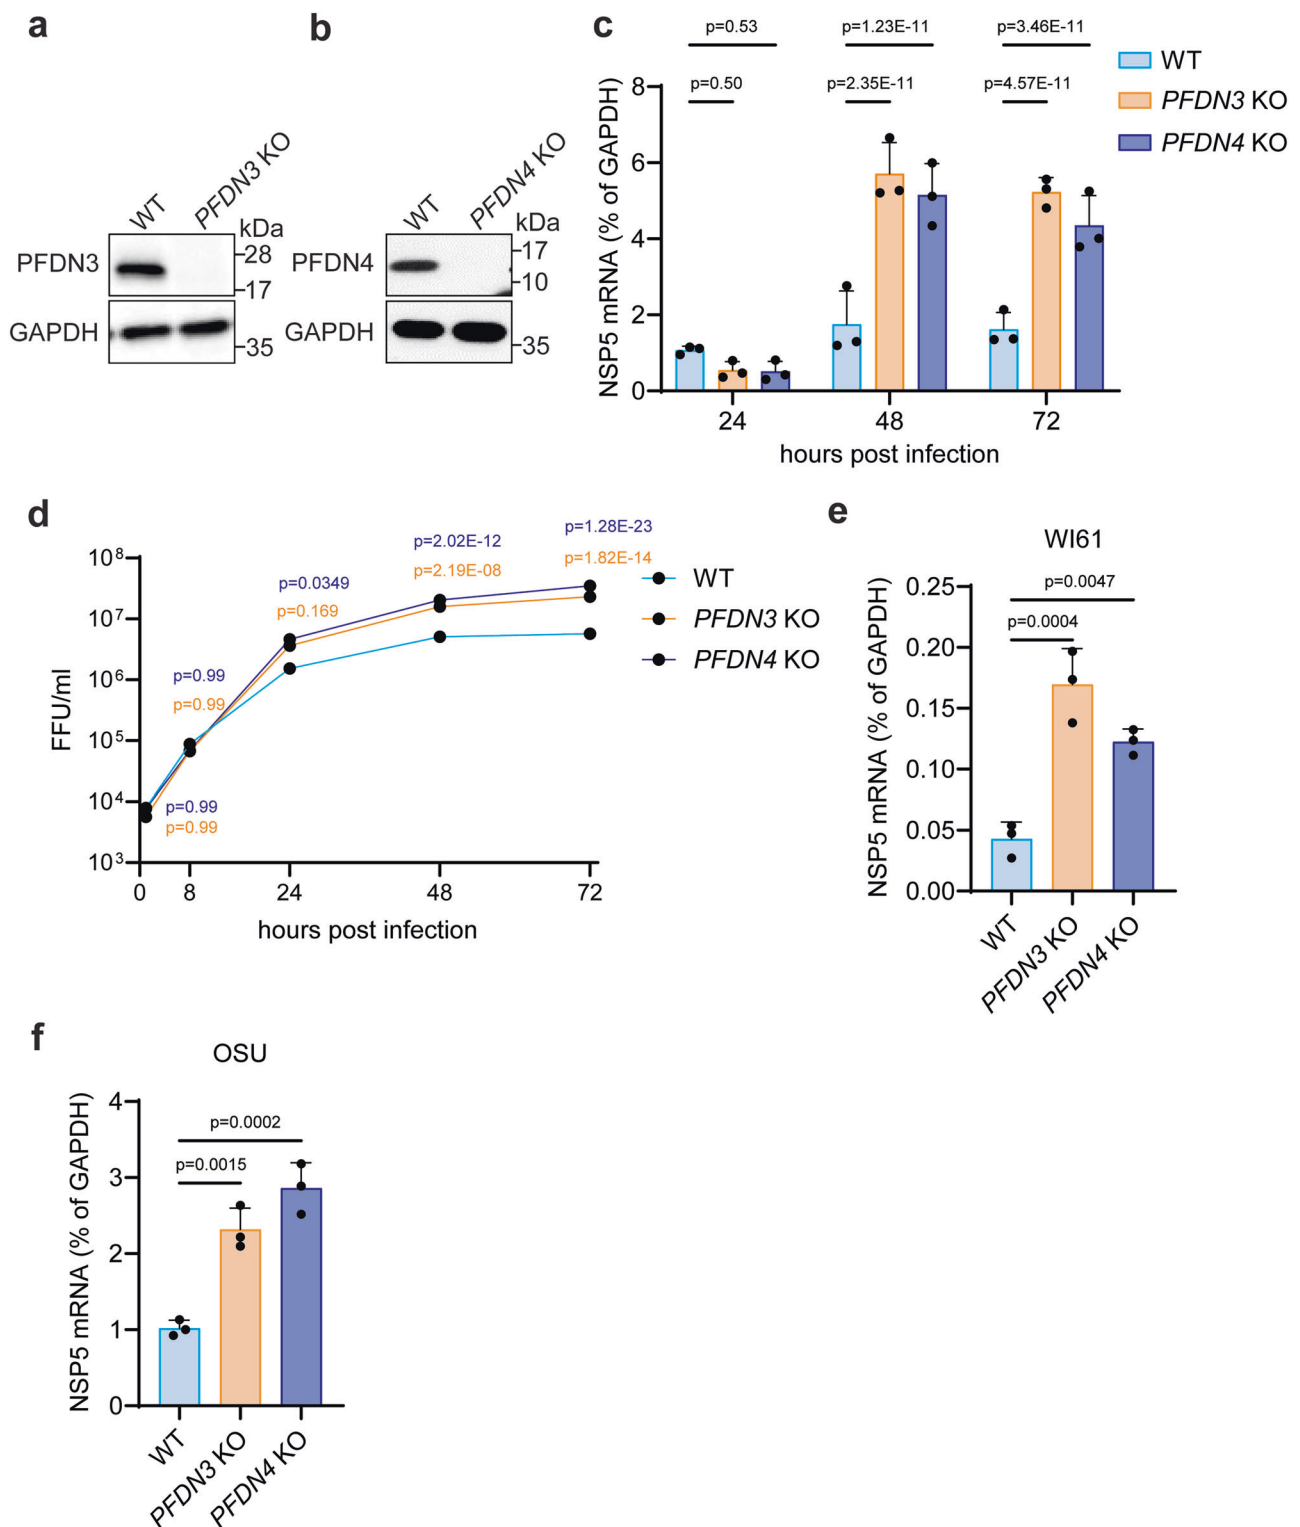 a
WT
PFDN3 KO
kDa
PFDN3
28
17
GAPDH
35
b
WT
PFDN4 KO
kDa
PFDN4
17
10
GAPDH
35
c
p=0.53
p=1.23E-11
p=3.46E-11
p=0.50
p=2.35E-11
p=4.57E-11
NSP5 mRNA (% of GAPDH)
8
6
4
2
0
24
48
72
hours post infection
WT
PFDN3 KO
PFDN4 KO
d
FFU/ml
10⁸
10⁷
10⁶
10⁵
10⁴
10³
p=0.99
p=0.99
p=0.99
p=0.99
p=0.0349
p=0.169
p=2.02E-12
p=2.19E-08
p=1.28E-23
p=1.82E-14
0
8
24
48
72
hours post infection
WT
PFDN3 KO
PFDN4 KO
e
WI61
NSP5 mRNA (% of GAPDH)
0.25
0.20
0.15
0.10
0.05
0.00
p=0.0047
p=0.0004
WT
PFDN3 KO
PFDN4 KO
f
OSU
NSP5 mRNA (% of GAPDH)
4
3
2
1
0
p=0.0002
p=0.0015
WT
PFDN3 KO
PFDN4 KO